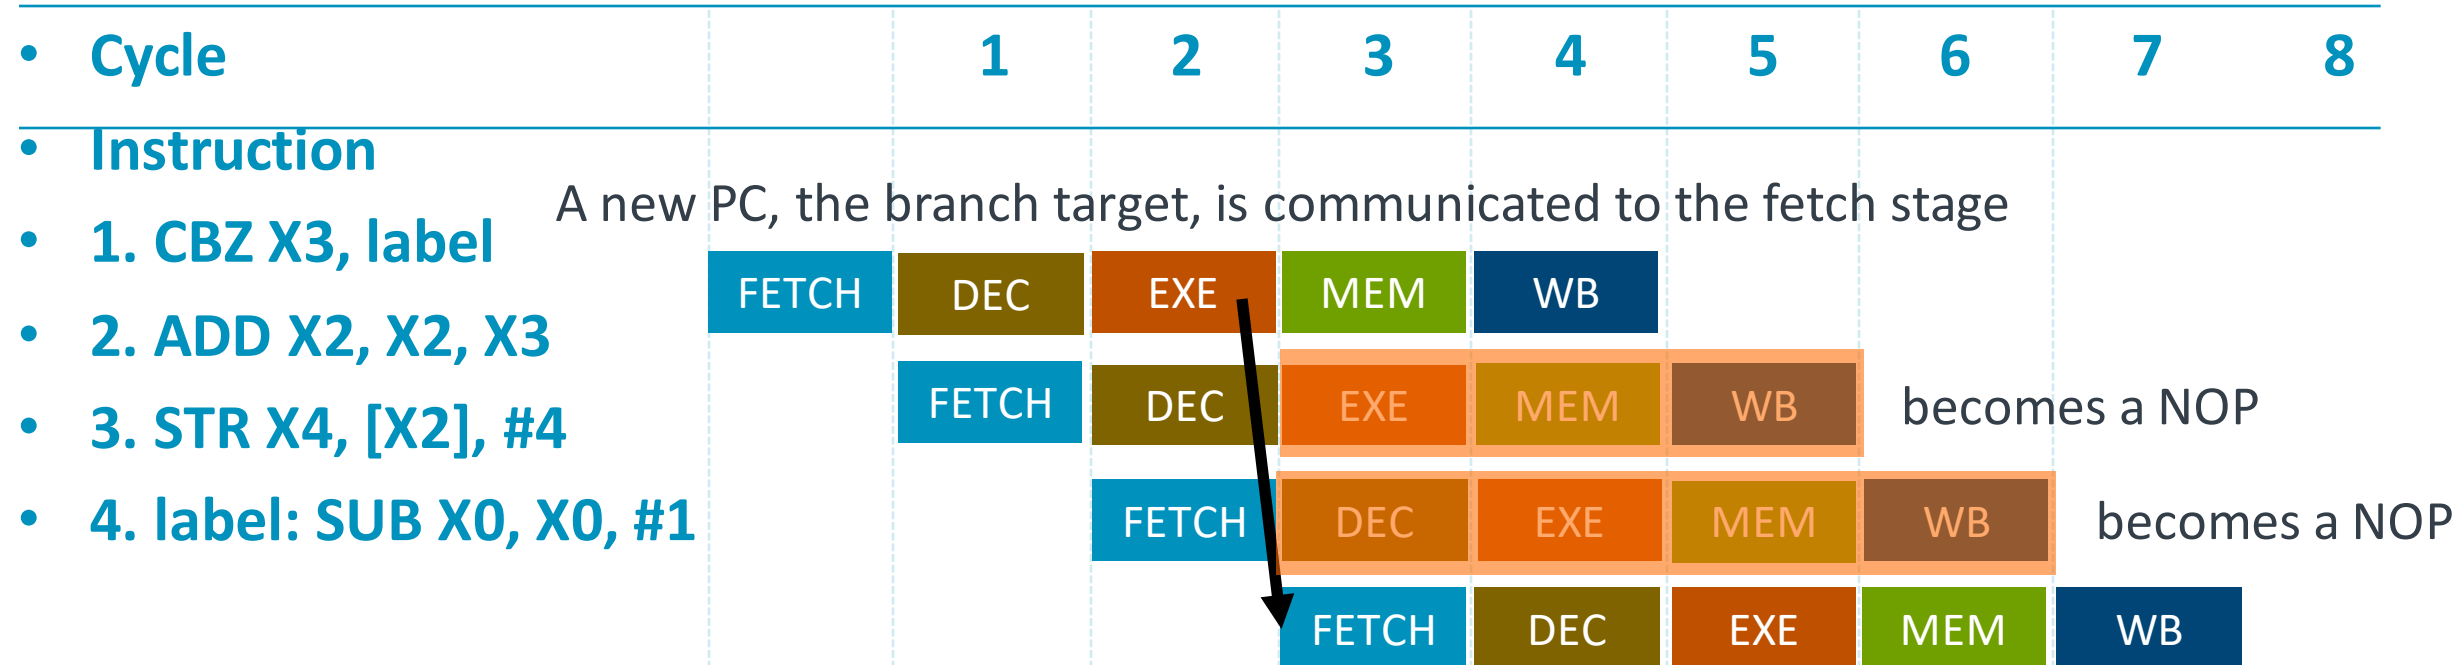 • Cycle 1 2 3 4 5 6 7 8
• Instruction
A new PC, the branch target, is communicated to the fetch stage
• 1. CBZ X3, label
FETCH DEC EXE MEM WB
• 2. ADD X2, X2, X3
FETCH DEC EXE MEM WB becomes a NOP
• 3. STR X4, [X2], #4
FETCH DEC EXE MEM WB becomes a NOP
• 4. label: SUB X0, X0, #1
FETCH DEC EXE MEM WB